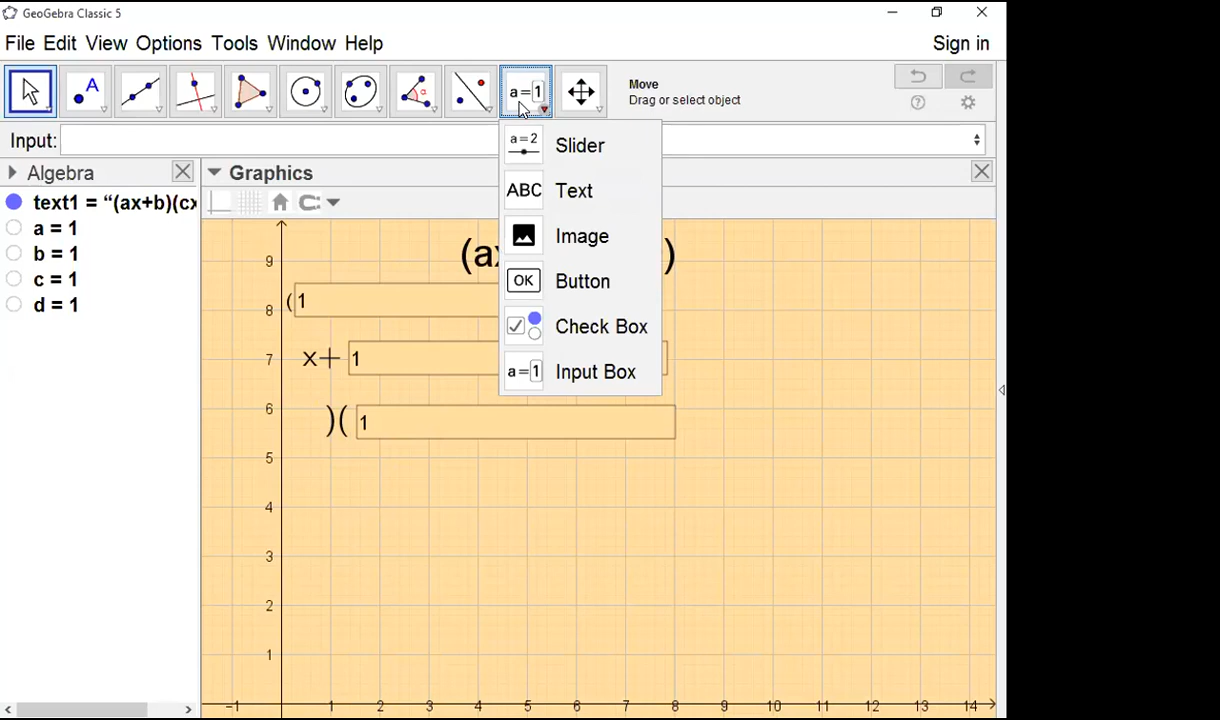 GeoGebra Classic 5
File Edit View Options Tools Window Help
Sign in
A
α
a=1
Move
Drag or select object
Input:
Algebra
Graphics
text1 = “(ax+b)(cx
a = 1
b = 1
c = 1
d = 1
a=2 Slider
ABC Text
Image
OK Button
Check Box
a=1 Input Box
(ax
)
(1
x+ 1
)( 1
9
8
7
6
5
4
3
2
1
−1 1 2 3 4 5 6 7 8 9 10 11 12 13 14